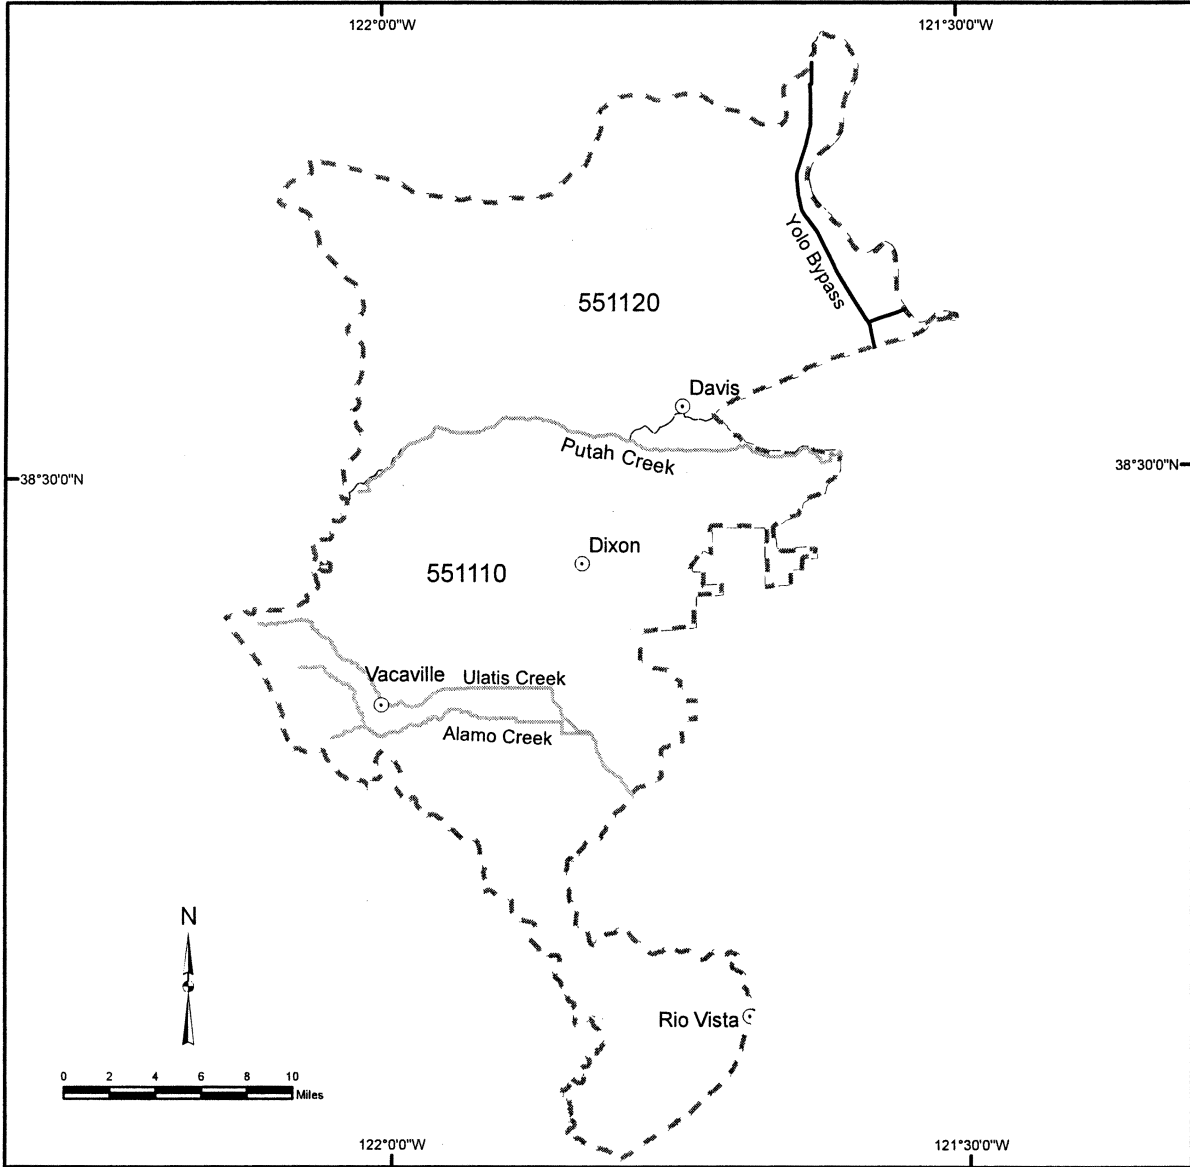 122°0'0"W
121°30'0"W
Yolo Bypass
551120
Davis
Putah Creek
38°30'0"N
38°30'0"N
Dixon
551110
Vacaville
Ulatis Creek
Alamo Creek
N
Rio Vista
0 2 4 6 8 10
Miles
122°0'0"W
121°30'0"W